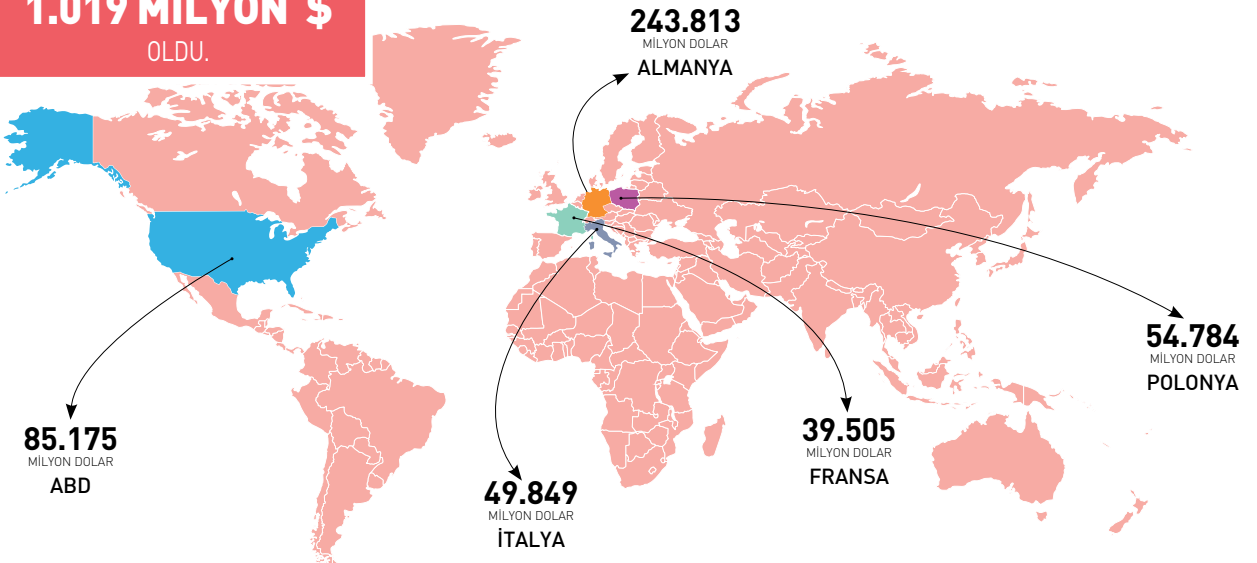 1.019 MİLYON $
OLDU.
243.813
MİLYON DOLAR
ALMANYA
54.784
MİLYON DOLAR
POLONYA
85.175
MİLYON DOLAR
ABD
39.505
MİLYON DOLAR
FRANSA
49.849
MİLYON DOLAR
İTALYA